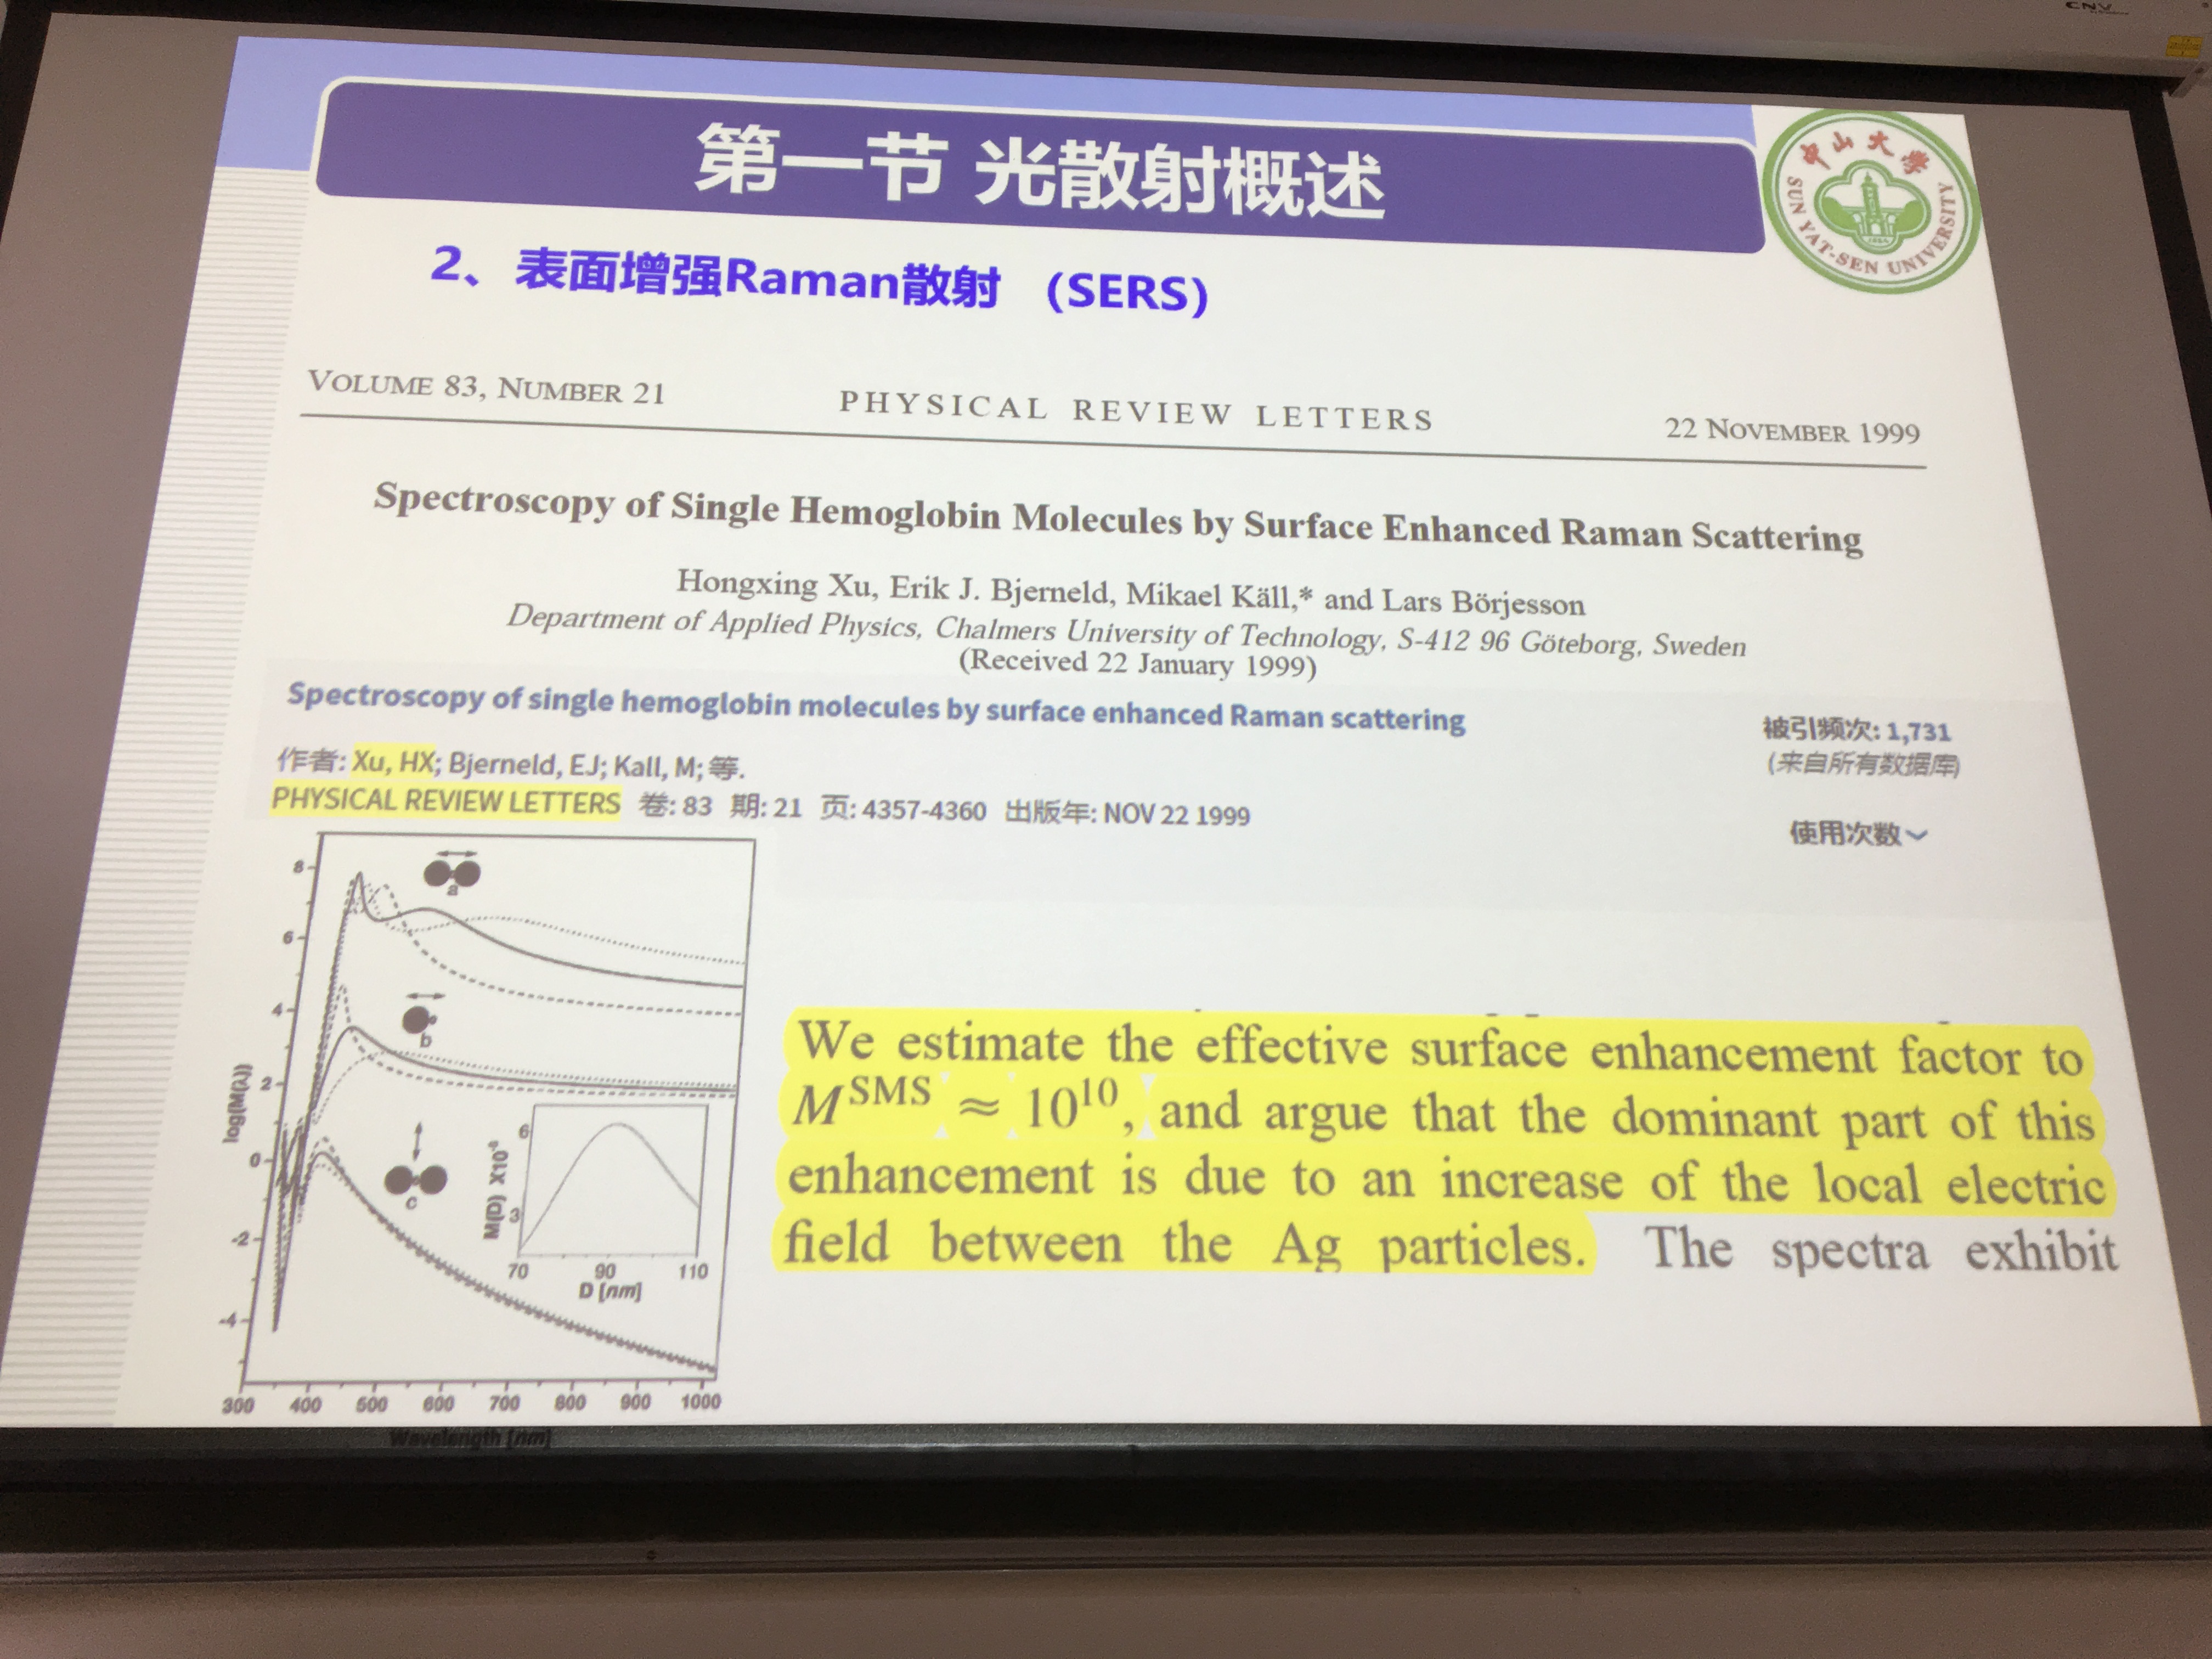 CNV
第一节 光散射概述
中山大学
SUN YAT-SEN UNIVERSITY
2、表面增强Raman散射 (SERS)
VOLUME 83, NUMBER 21 PHYSICAL REVIEW LETTERS 22 NOVEMBER 1999
Spectroscopy of Single Hemoglobin Molecules by Surface Enhanced Raman Scattering
Hongxing Xu, Erik J. Bjerneld, Mikael Käll,* and Lars Börjesson
Department of Applied Physics, Chalmers University of Technology, S-412 96 Göteborg, Sweden
(Received 22 January 1999)
Spectroscopy of single hemoglobin molecules by surface enhanced Raman scattering
被引频次: 1,731
(来自所有数据库)
作者: Xu, HX; Bjerneld, EJ; Kall, M; 等.
PHYSICAL REVIEW LETTERS 卷: 83 期: 21 页: 4357-4360 出版年: NOV 22 1999
使用次数
8
6
4
2
0
-2
-4
log(M(λ))
a
b
c
M(D) X10⁻⁸
6
3
70 90 110
D [nm]
300 400 500 600 700 800 900 1000
Wavelength [nm]
We estimate the effective surface enhancement factor to
M^SMS ≈ 10^10, and argue that the dominant part of this
enhancement is due to an increase of the local electric
field between the Ag particles. The spectra exhibit